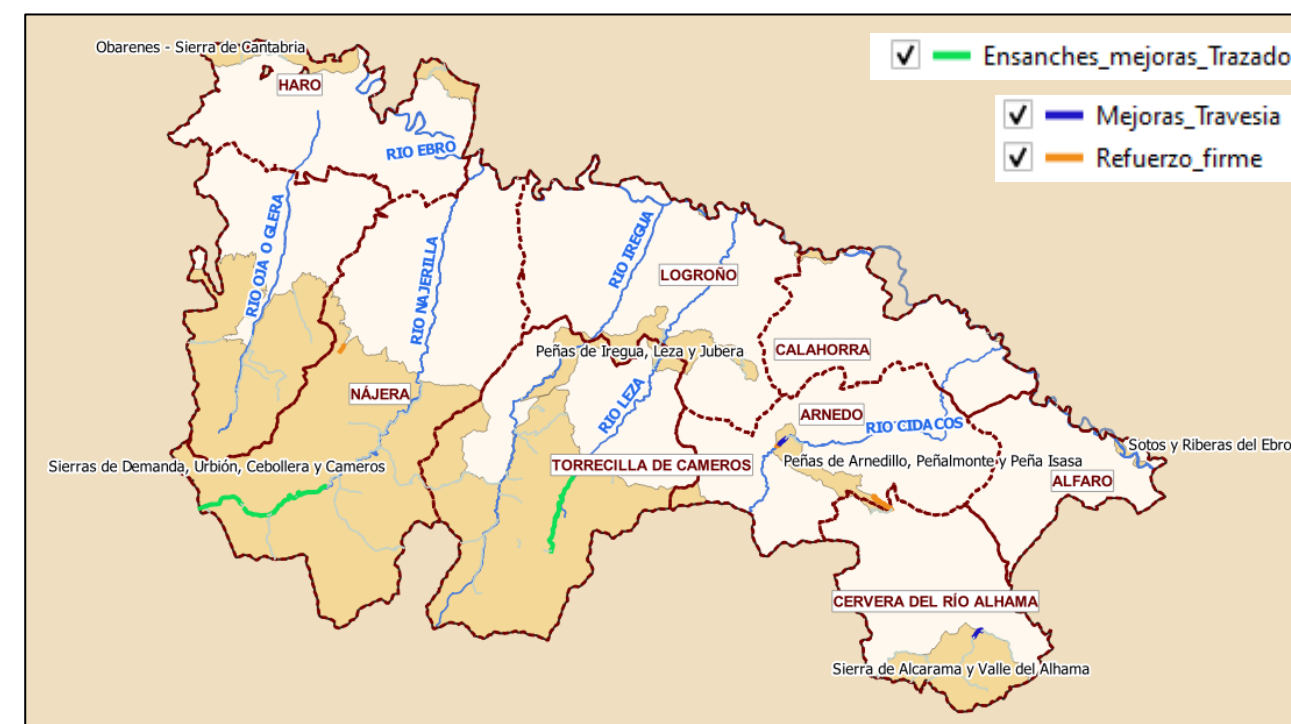 Obarenes - Sierra de Cantabria
HARO
Ensanches_mejoras_Trazado
Mejoras_Travesia
Refuerzo_firme
RIO EBRO
RIO OJA O GLERA
RIO NAJERILLA
RIO IREGUA
LOGROÑO
Peñas de Iregua, Leza y Jubera
CALAHORRA
NÁJERA
RIO LEZA
ARNEDO
RIO CIDACOS
Sotos y Riberas del Ebro
Sierras de Demanda, Urbión, Cebollera y Cameros
TORRECILLA DE CAMEROS
Peñas de Arnedillo, Peñalmonte y Peña Isasa
ALFARO
CERVERA DEL RÍO ALHAMA
Sierra de Alcarama y Valle del Alhama